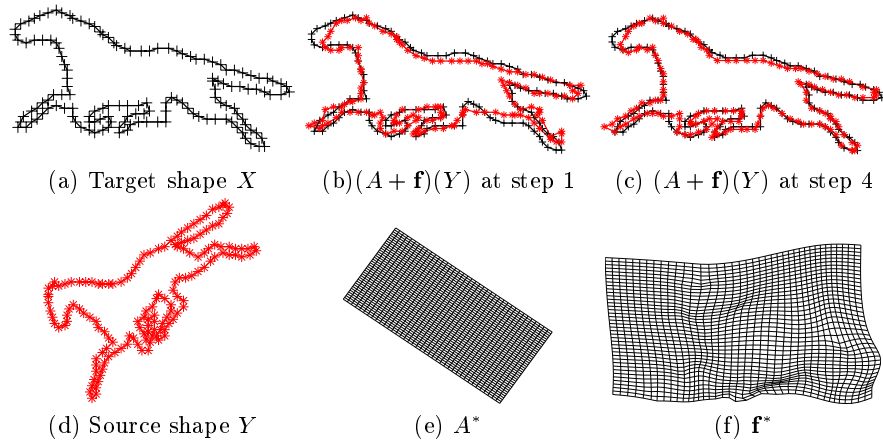 (a) Target shape X
(b)(A + f)(Y) at step 1
(c) (A + f)(Y) at step 4
(d) Source shape Y
(e) A*
(f) f*